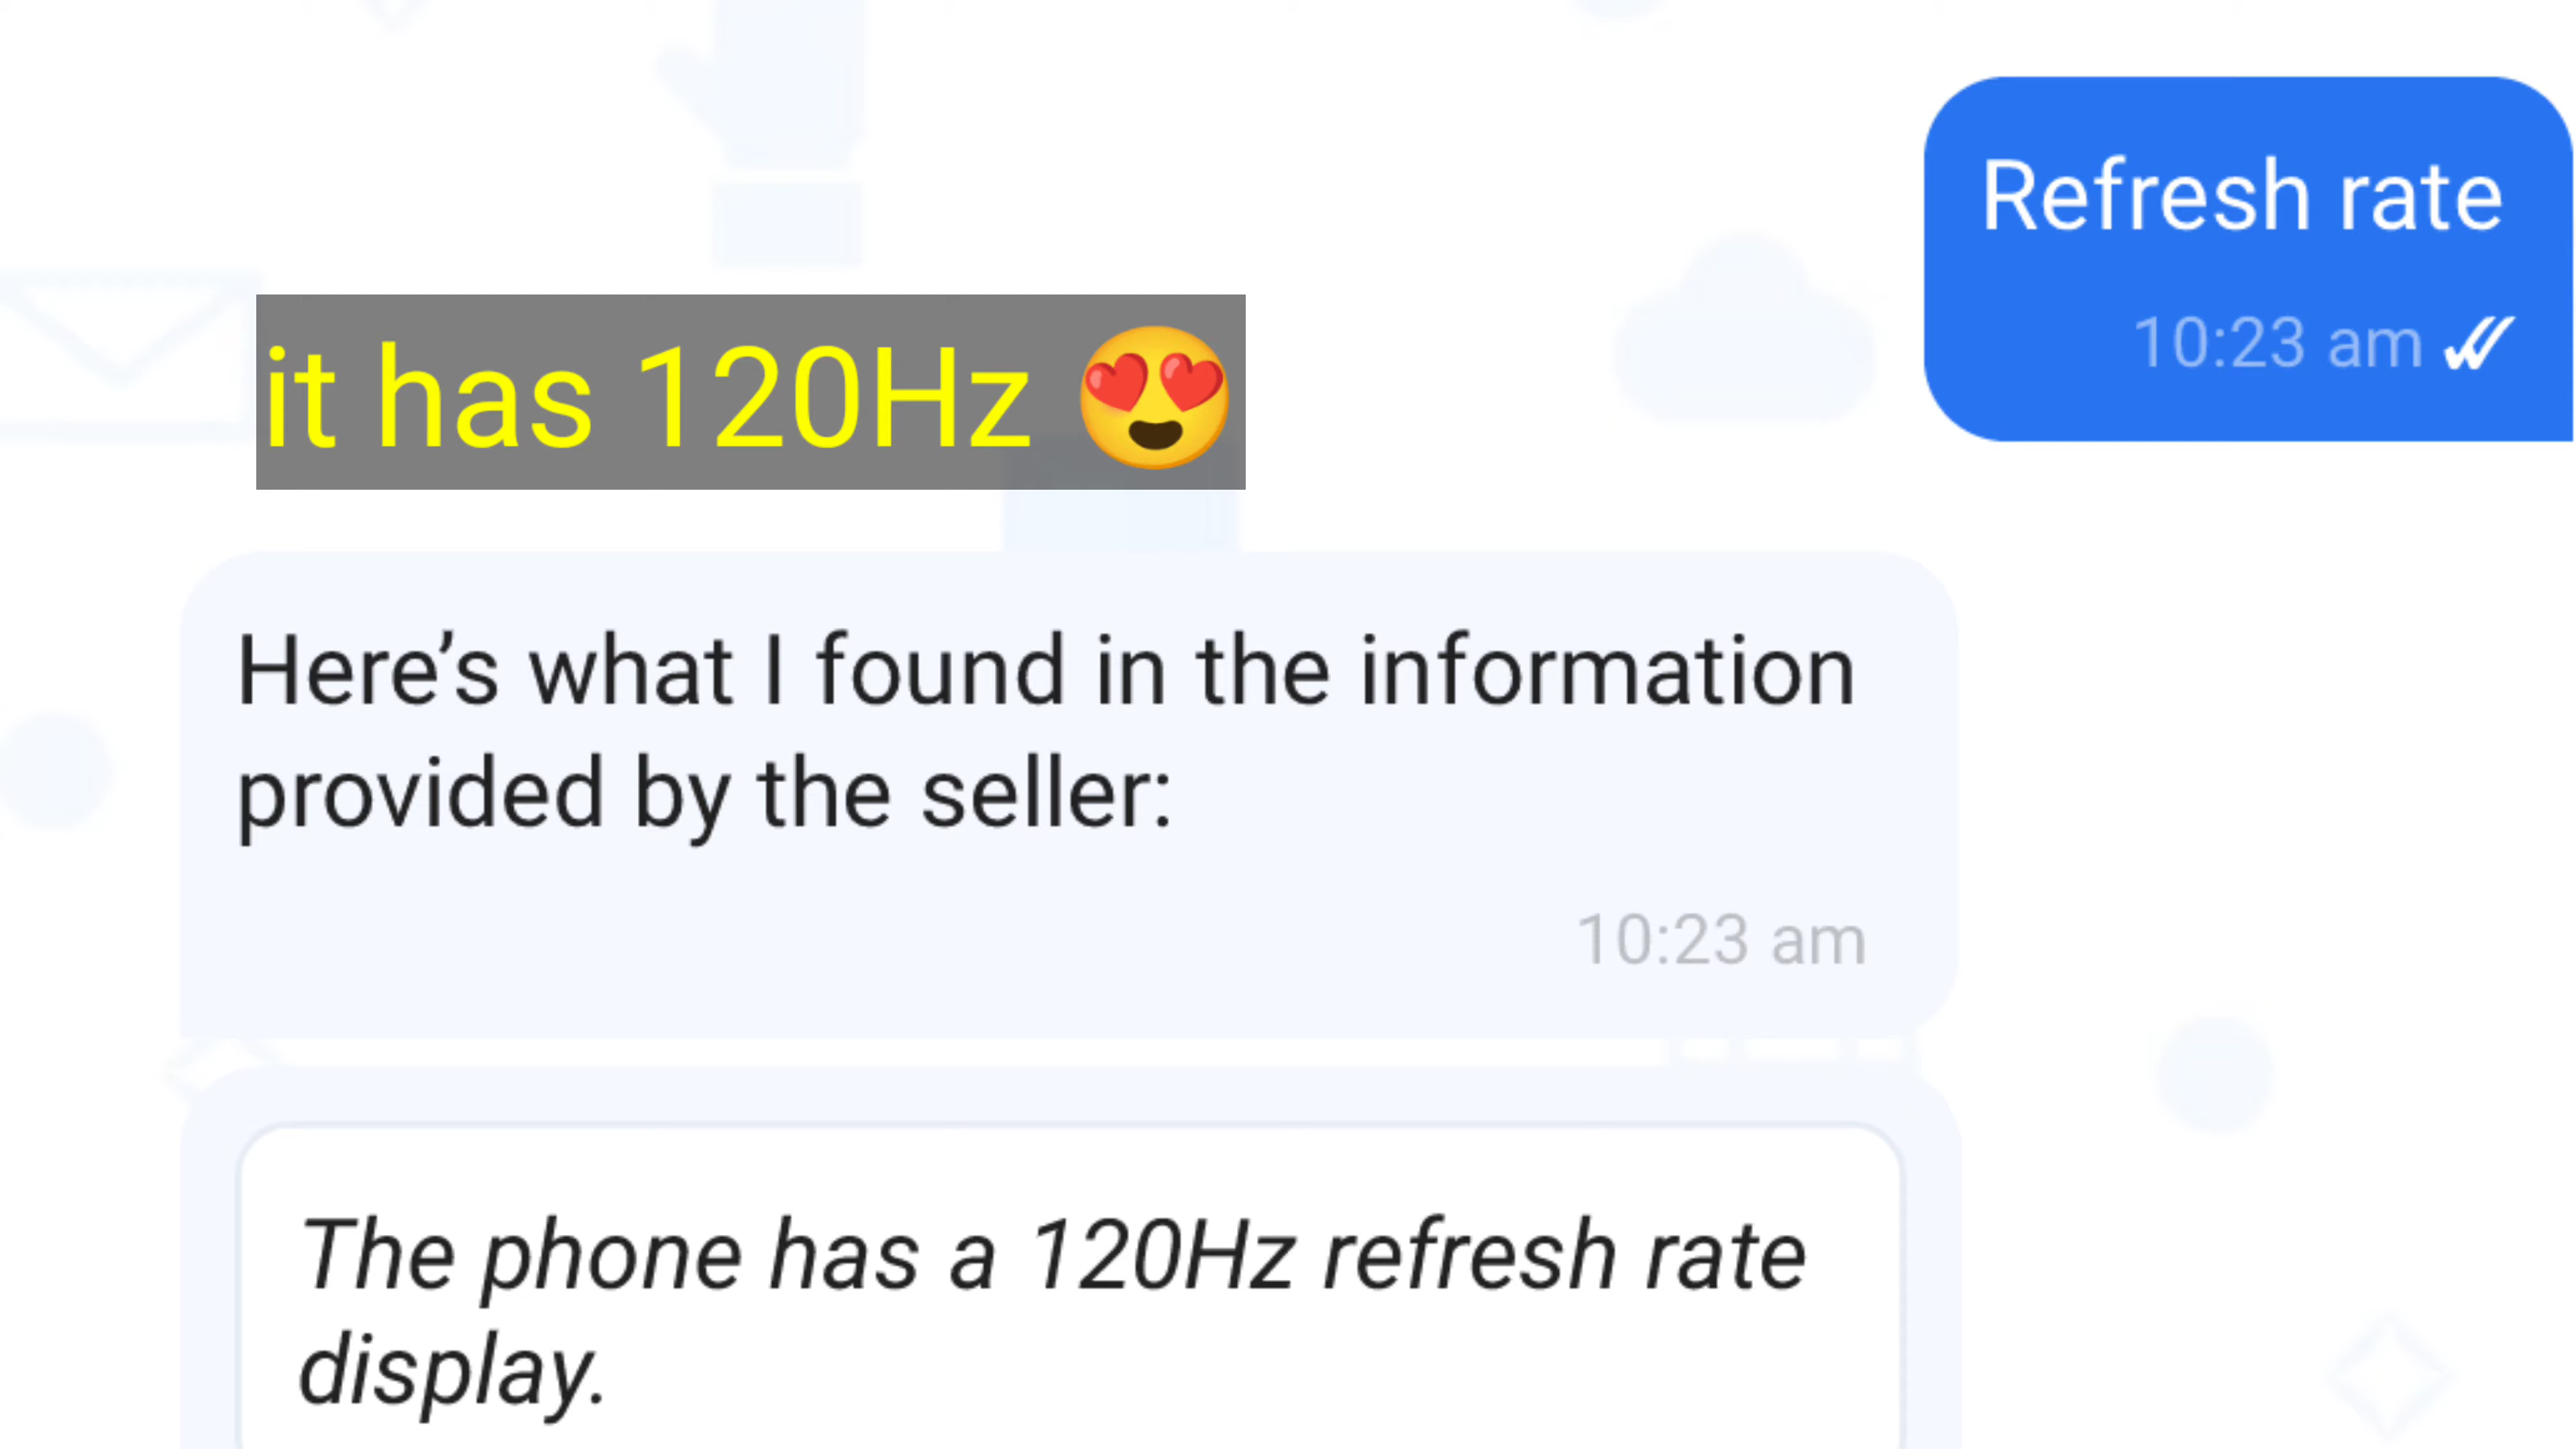 Refresh rate
10:23 am
it has 120Hz 😍
Here’s what I found in the information
provided by the seller:
10:23 am
The phone has a 120Hz refresh rate
display.